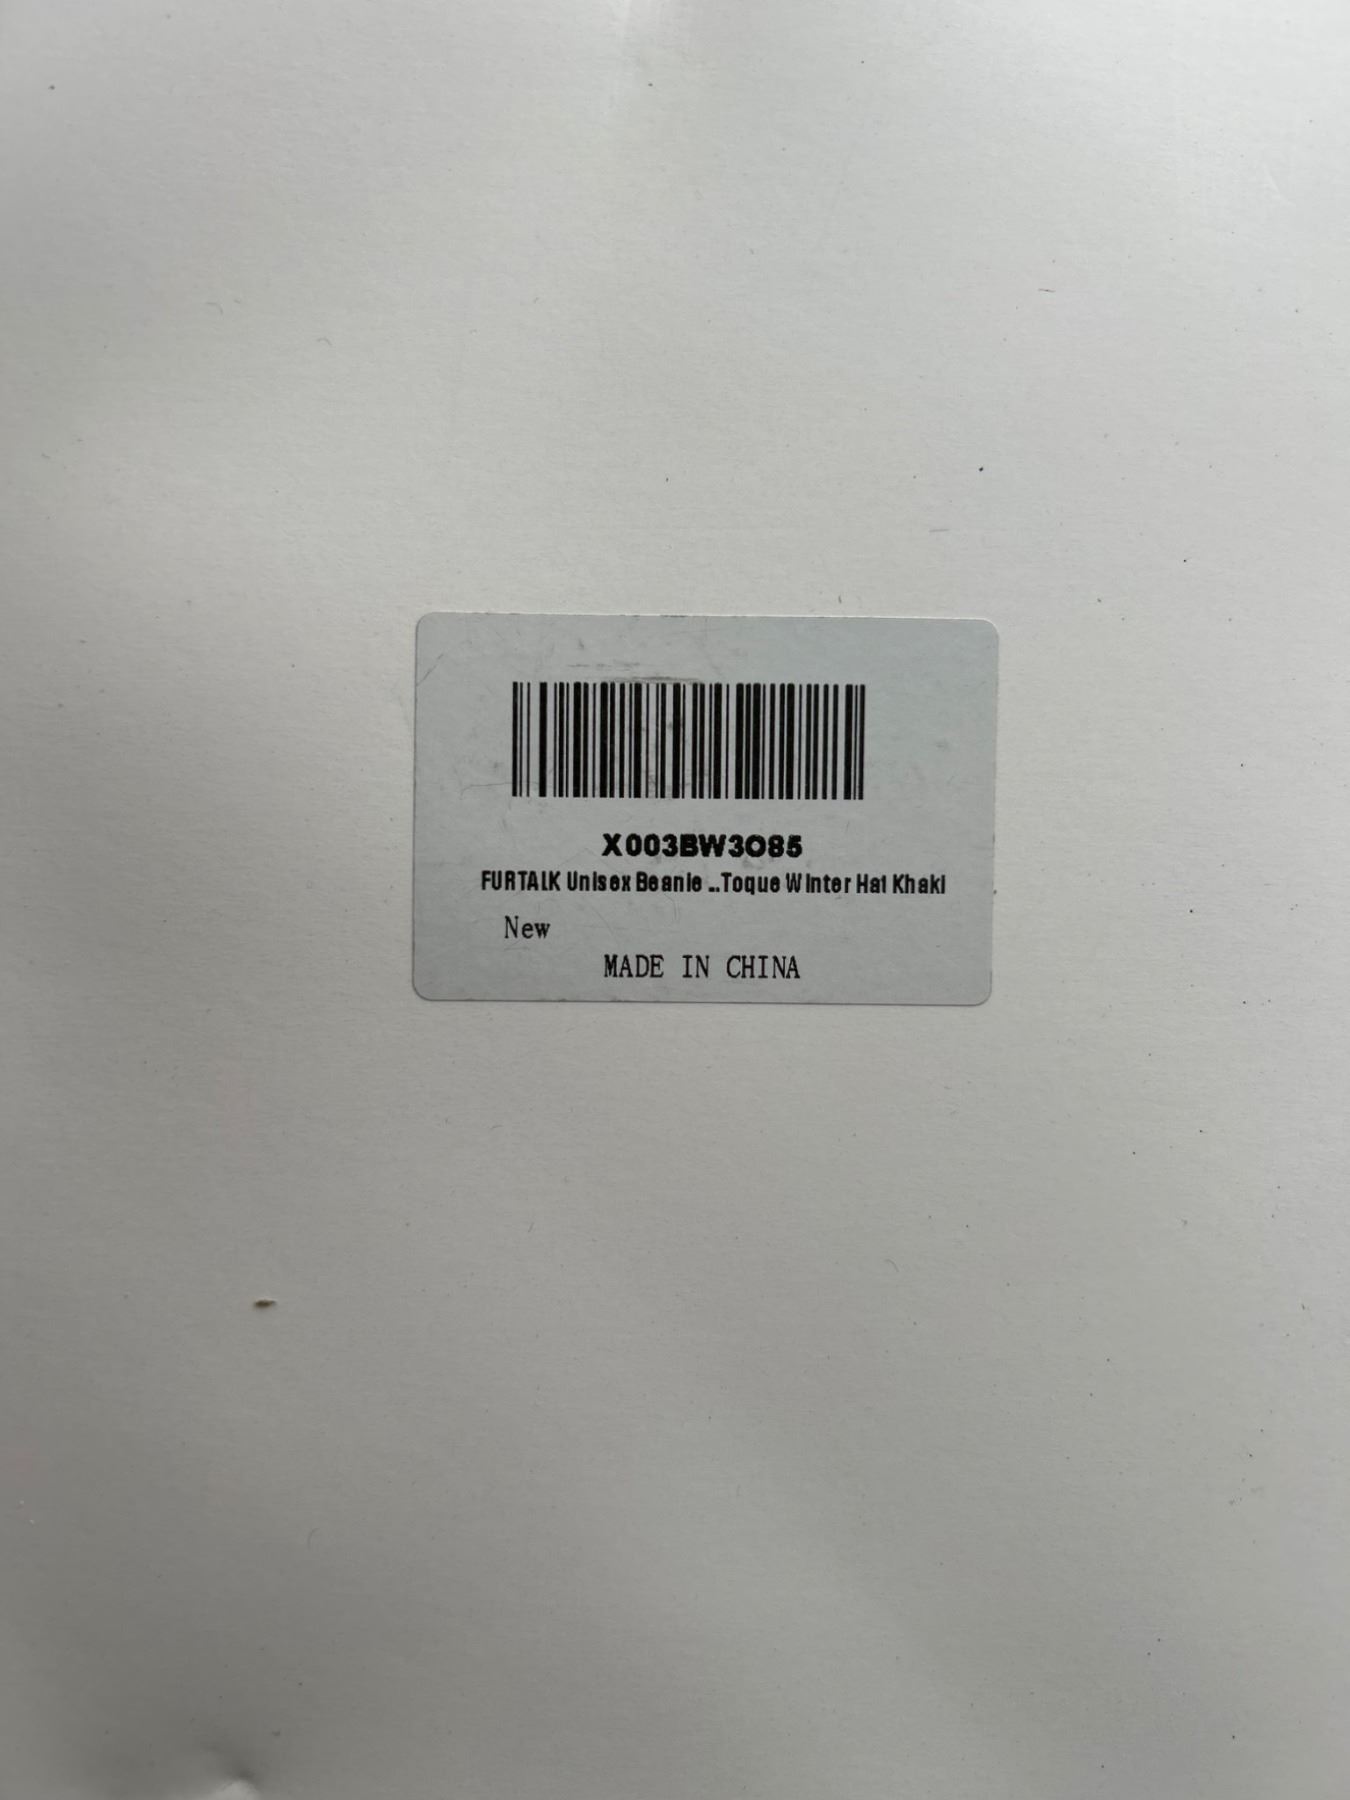 X003BW3O85
FURTALK Unisex Beanie ...Toque Winter Hat Khaki
New
MADE IN CHINA